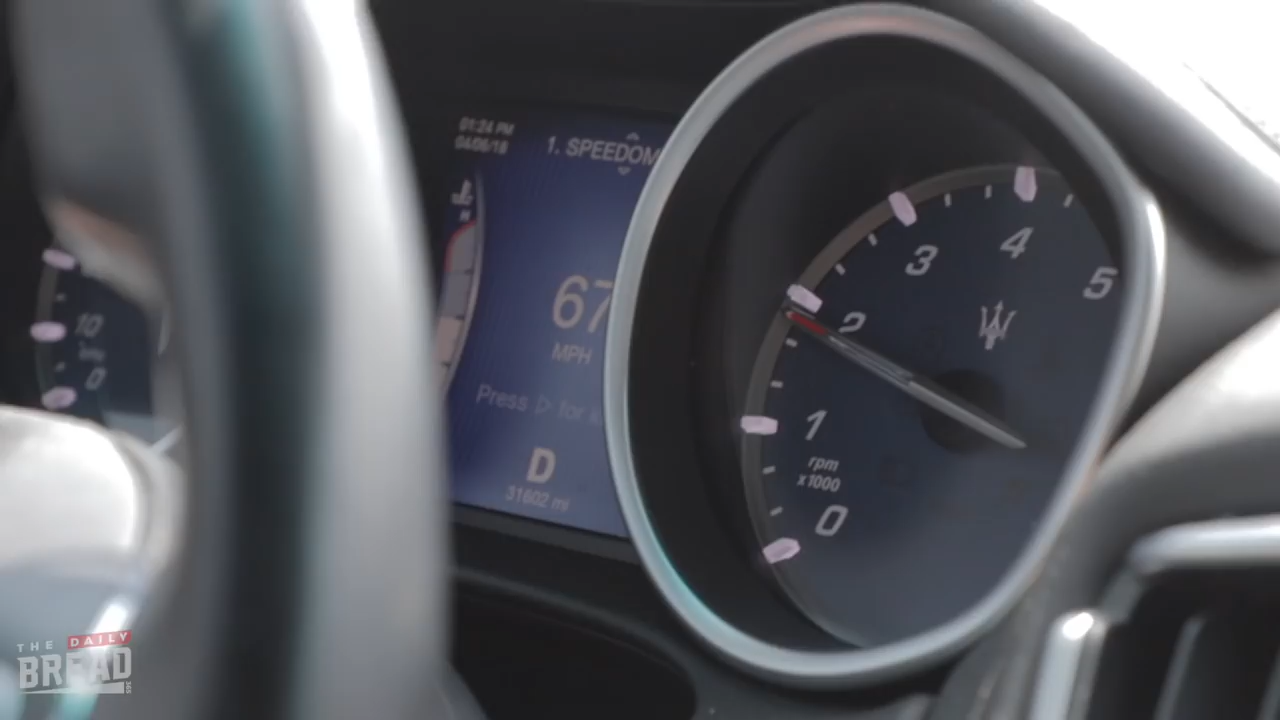 01:24 PM
04/06/18
1. SPEEDOM
67
MPH
Press ▷ for
D
31602 mi
10
0
5
4
3
2
1
rpm
x1000
0
THE DAILY
BREAD